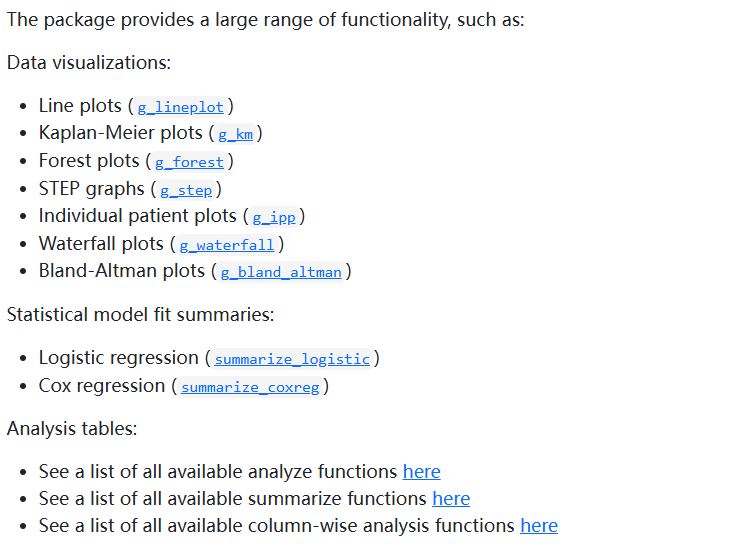 The package provides a large range of functionality, such as:
Data visualizations:
• Line plots (g_lineplot)
• Kaplan-Meier plots (g_km)
• Forest plots (g_forest)
• STEP graphs (g_step)
• Individual patient plots (g_ipp)
• Waterfall plots (g_waterfall)
• Bland-Altman plots (g_bland_altman)
Statistical model fit summaries:
• Logistic regression (summarize_logistic)
• Cox regression (summarize_coxreg)
Analysis tables:
• See a list of all available analyze functions here
• See a list of all available summarize functions here
• See a list of all available column-wise analysis functions here